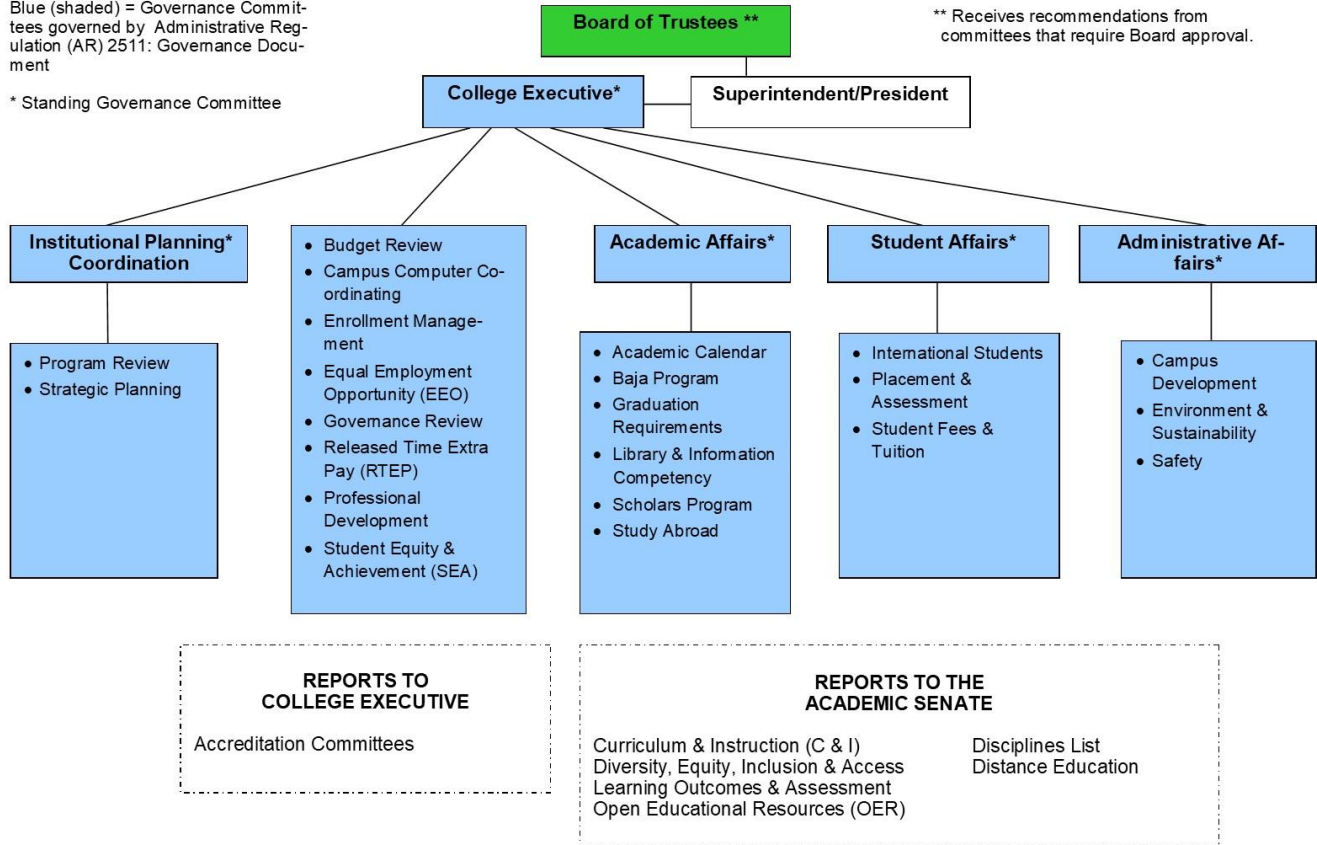 Blue (shaded) = Governance Commit-
tees governed by Administrative Reg-
ulation (AR) 2511: Governance Docu-
ment
* Standing Governance Committee
Board of Trustees **
** Receives recommendations from
committees that require Board approval.
College Executive*
Superintendent/President
Institutional Planning*
Coordination
• Program Review
• Strategic Planning
• Budget Review
• Campus Computer Co-
ordinating
• Enrollment Manage-
ment
• Equal Employment
Opportunity (EEO)
• Governance Review
• Released Time Extra
Pay (RTEP)
• Professional
Development
• Student Equity &
Achievement (SEA)
Academic Affairs*
• Academic Calendar
• Baja Program
• Graduation
Requirements
• Library & Information
Competency
• Scholars Program
• Study Abroad
Student Affairs*
• International Students
• Placement &
Assessment
• Student Fees &
Tuition
Administrative Af-
fairs*
• Campus
Development
• Environment &
Sustainability
• Safety
REPORTS TO
COLLEGE EXECUTIVE
Accreditation Committees
REPORTS TO THE
ACADEMIC SENATE
Curriculum & Instruction (C & I)
Diversity, Equity, Inclusion & Access
Learning Outcomes & Assessment
Open Educational Resources (OER)
Disciplines List
Distance Education